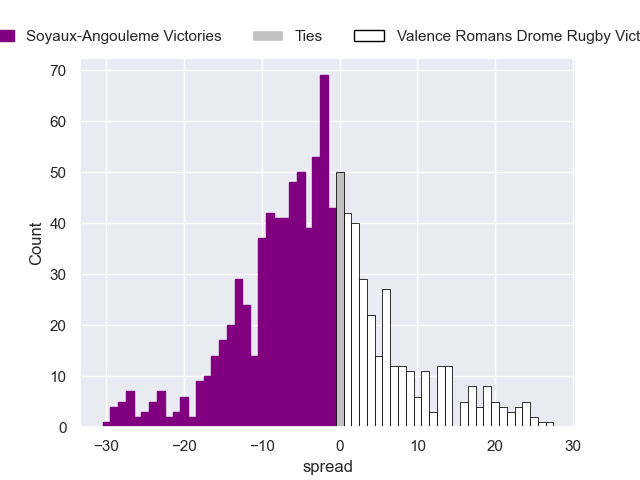 Soyaux-Angouleme Victories Ties Valence Romans Drome Rugby Vict
70
60
50
40
30
20
10
0
Count
−30 −20 −10 0 10 20 30
spread